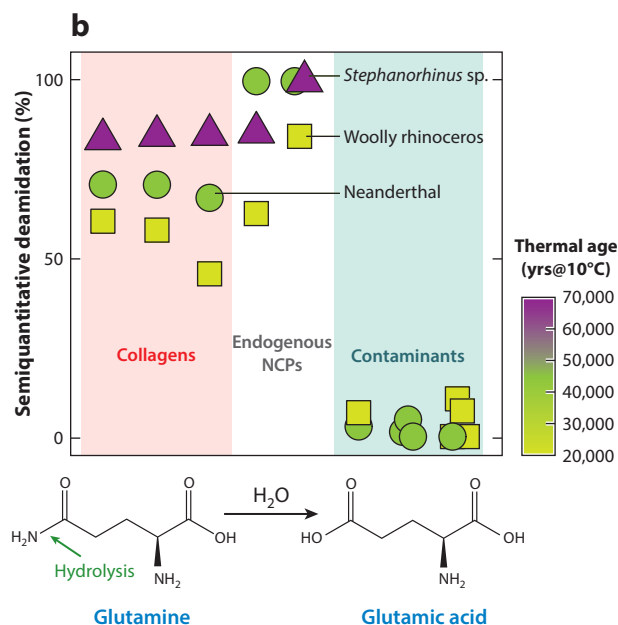 b
Semiquantitative deamidation (%)
100
50
0
Stephanorhinus sp.
Woolly rhinoceros
Neanderthal
Collagens
Endogenous
NCPs
Contaminants
Thermal age
(yrs@10°C)
70,000
60,000
50,000
40,000
30,000
20,000
O
O
H₂N
OH
NH₂
Hydrolysis
H₂O
O
O
HO
OH
NH₂
Glutamine
Glutamic acid